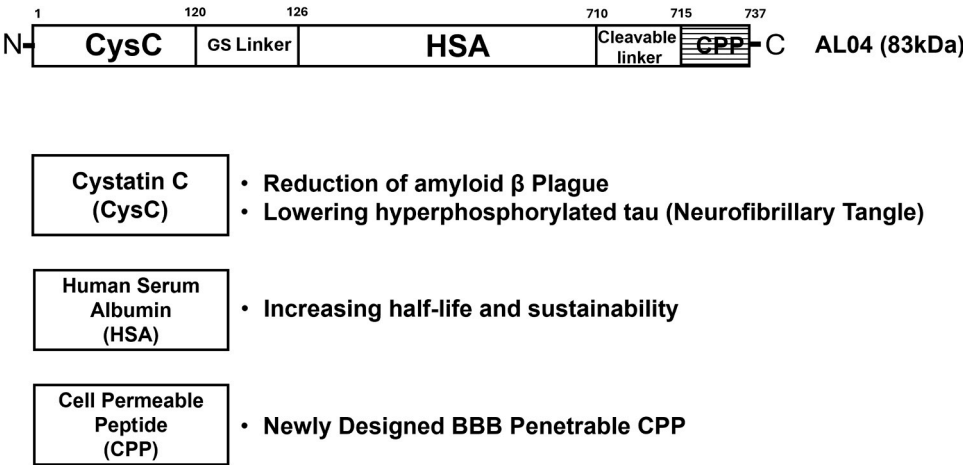 1 120 126 710 715 737
N CysC GS Linker HSA Cleavable linker CPP C AL04 (83kDa)
Cystatin C
(CysC)
• Reduction of amyloid β Plague
• Lowering hyperphosphorylated tau (Neurofibrillary Tangle)
Human Serum
Albumin
(HSA)
• Increasing half-life and sustainability
Cell Permeable
Peptide
(CPP)
• Newly Designed BBB Penetrable CPP